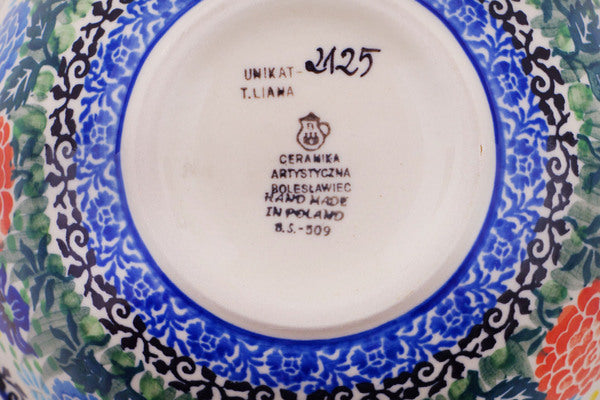 UNIKAT-2125
T.LIANA
CERAMIKA
ARTYSTYCZNA
BOLESŁAWIEC
HAND MADE
IN POLAND
B.S.-509